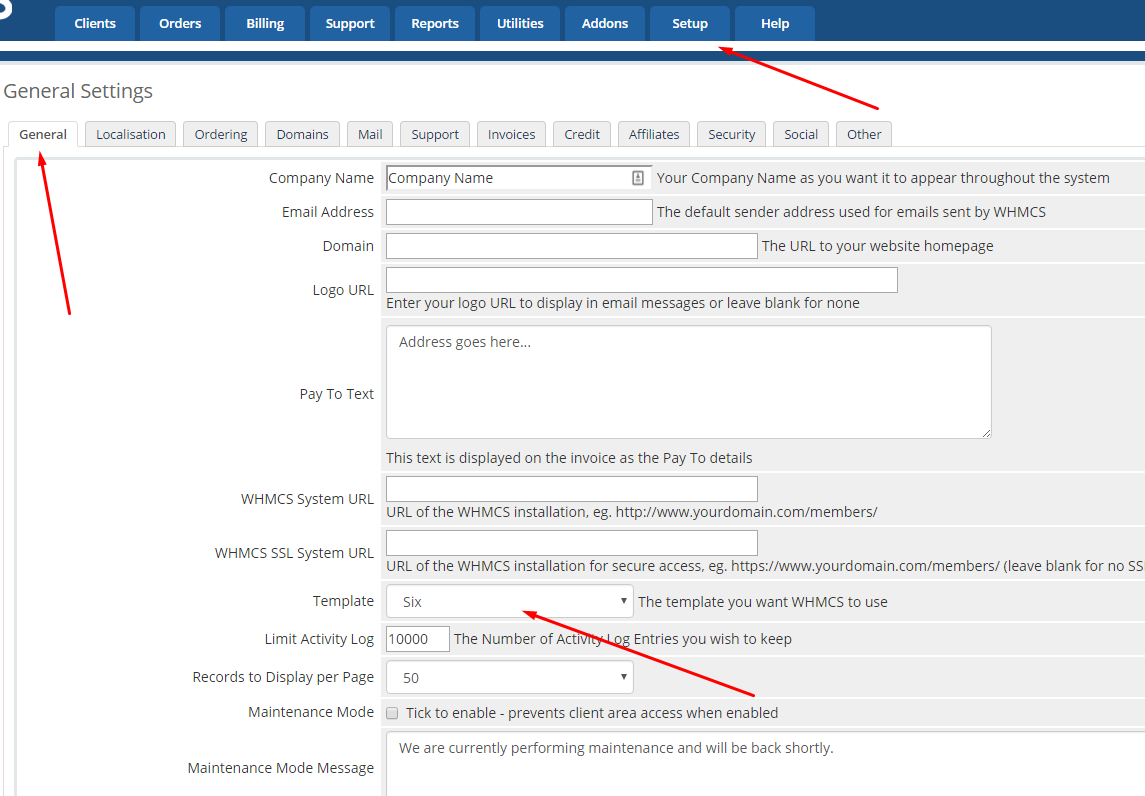 Clients Orders Billing Support Reports Utilities Addons Setup Help
General Settings
General Localisation Ordering Domains Mail Support Invoices Credit Affiliates Security Social Other
Company Name Company Name Your Company Name as you want it to appear throughout the system
Email Address The default sender address used for emails sent by WHMCS
Domain The URL to your website homepage
Logo URL
Enter your logo URL to display in email messages or leave blank for none
Address goes here...
Pay To Text
This text is displayed on the invoice as the Pay To details
WHMCS System URL
URL of the WHMCS installation, eg. http://www.yourdomain.com/members/
WHMCS SSL System URL
URL of the WHMCS installation for secure access, eg. https://www.yourdomain.com/members/ (leave blank for no SS
Template Six The template you want WHMCS to use
Limit Activity Log 10000 The Number of Activity Log Entries you wish to keep
Records to Display per Page 50
Maintenance Mode Tick to enable - prevents client area access when enabled
We are currently performing maintenance and will be back shortly.
Maintenance Mode Message